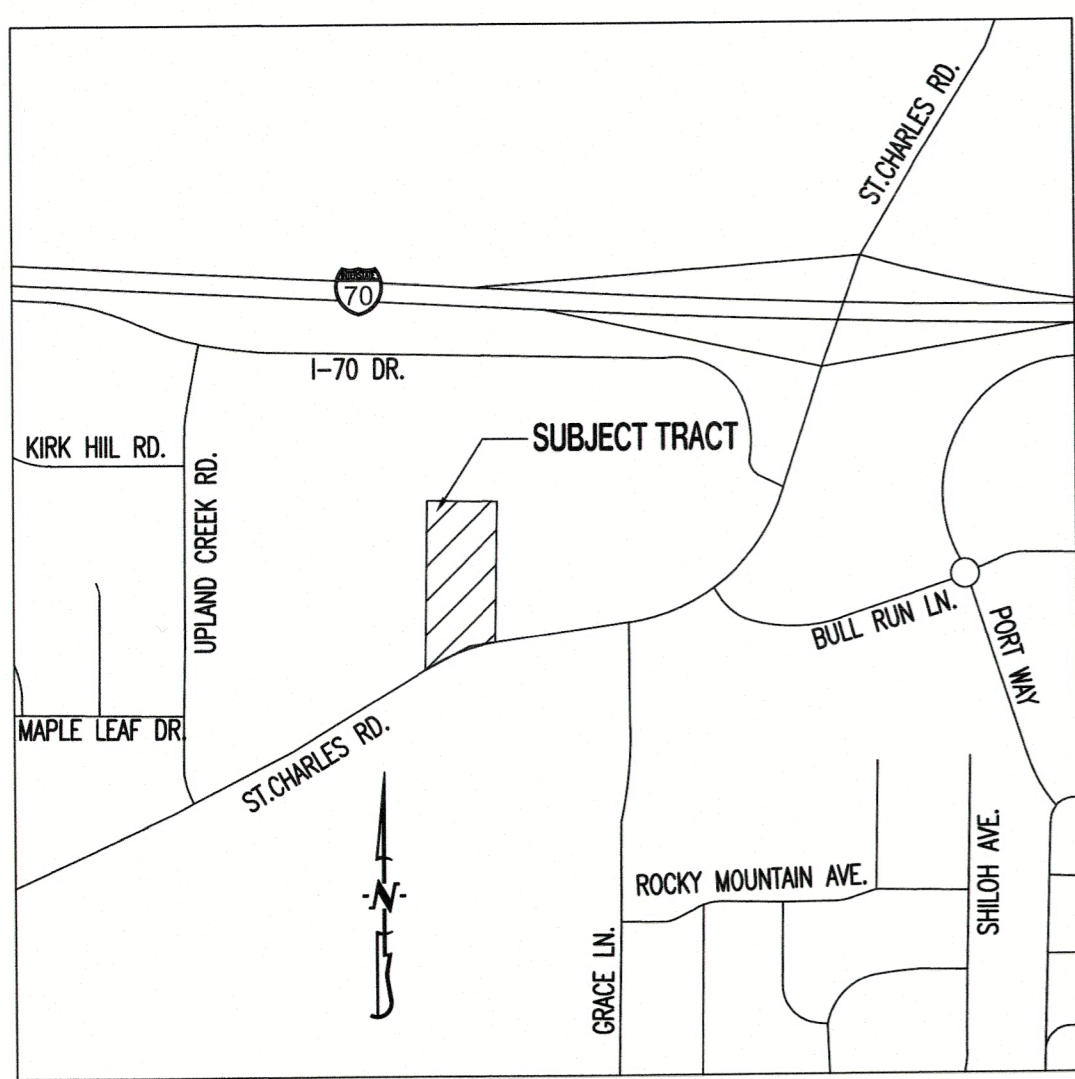 ST.CHARLES RD.
INTERSTATE
70
I-70 DR.
SUBJECT TRACT
KIRK HIIL RD.
UPLAND CREEK RD.
BULL RUN LN.
PORT WAY
MAPLE LEAF DR.
ST.CHARLES RD.
N
ROCKY MOUNTAIN AVE.
SHILOH AVE.
GRACE LN.